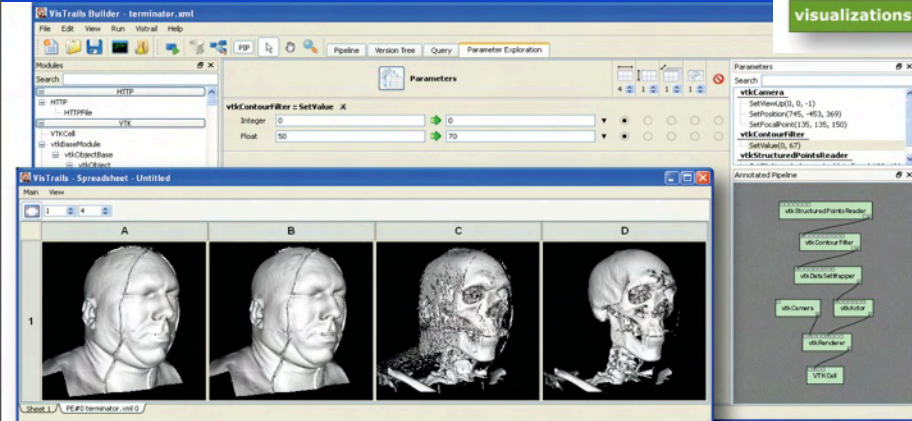 visualizations
VisTrails Builder - terminator.xml
File Edit View Run Vistrail Help
PIP
Pipeline Version Tree Query Parameter Exploration
Modules
Search
HTTP
HTTP
HTTPFile
VTK
VTKCell
vtkBaseModule
vtkObjectBase
vtkObject
Parameters
4 1 1 1
vtkContourFilter :: SetValue X
Integer 0 0
Float 50 70
Parameters
Search
vtkCamera
SetViewUp(0, 0, -1)
SetPosition(745, -453, 369)
SetFocalPoint(135, 135, 150)
vtkContourFilter
SetValue(0, 67)
vtkStructuredPointsReader
Annotated Pipeline
vtkStructuredPointsReader
vtkContourFilter
vtkDataSetMapper
vtkCamera
vtkActor
vtkRenderer
VTKCell
VisTrails - Spreadsheet - Untitled
Main View
1 4
A B C D
1
Sheet 1 PE#0 terminator.xml 0